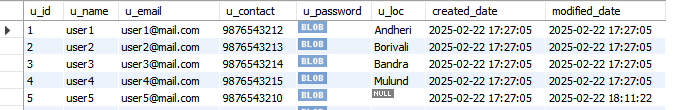 u_id u_name u_email u_contact u_password u_loc created_date modified_date
1 user1 user1@mail.com 9876543212 BLOB Andheri 2025-02-22 17:27:05 2025-02-22 17:27:05
2 user2 user2@mail.com 9876543213 BLOB Borivali 2025-02-22 17:27:05 2025-02-22 17:27:05
3 user3 user3@mail.com 9876543214 BLOB Bandra 2025-02-22 17:27:05 2025-02-22 17:27:05
4 user4 user4@mail.com 9876543215 BLOB Mulund 2025-02-22 17:27:05 2025-02-22 17:27:05
5 user5 user5@mail.com 9876543210 BLOB NULL 2025-02-22 17:27:05 2025-02-22 18:11:22